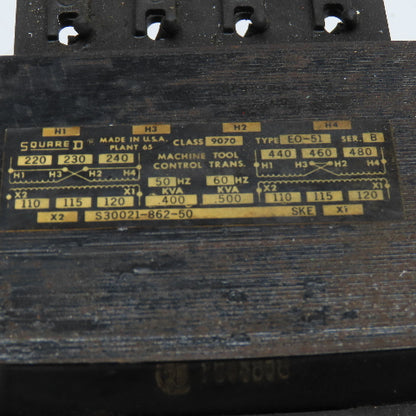 H1 H3 H2 H4
SQUARE D ® MADE IN U.S.A. PLANT 65 CLASS 9070 TYPE EO-51 SER. B
MACHINE TOOL
CONTROL TRANS.
220 230 240 440 460 480
H1 H3 H2 H4 H1 H3 H2 H4
50 HZ 60 HZ
X2 X1 X2 X1
KVA KVA
110 115 120 .400 .500 110 115 120
X2 S30021-862-50 SKE X1